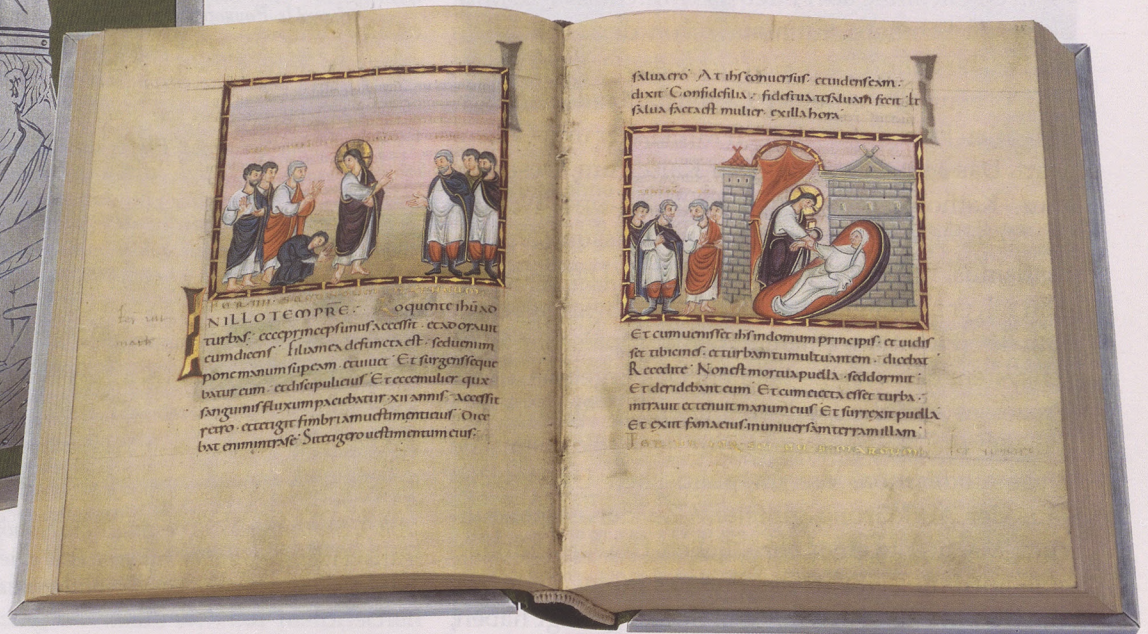 IN ILLO TEMPRE · Loquente ihu ad
turbas · ecce princeps unus accessit · et adorauit
eum dicens · Filia mea defuncta est · sed ueni in
pone manum sup eam · et uiuet · Et surgens seque
batur eum · et discipuli eius · Et ecce mulier quae
sanguinis fluxum paciebatur · XII annis · accessit
retro · et tetigit fimbriam uestimenti eius · Dice
bat enim intra se · Si tetigero uestimentum eius ·
salua ero · At ihs conuersus · et uidens eam ·
dixit · Confide filia · fides tua te saluam fecit · Et
salua facta est mulier · ex illa hora
Et cum uenisset ihs in domum principis · et uidis
set tibicines · et turbam tumultuantem · dicebat
Recedite · Non est mortua puella · sed dormit ·
Et deridebant eum · Et cum eiecta esset turba ·
intrauit et tenuit manum eius · Et surrexit puella
Et exiit fama eius · in uniuersam terram illam ·